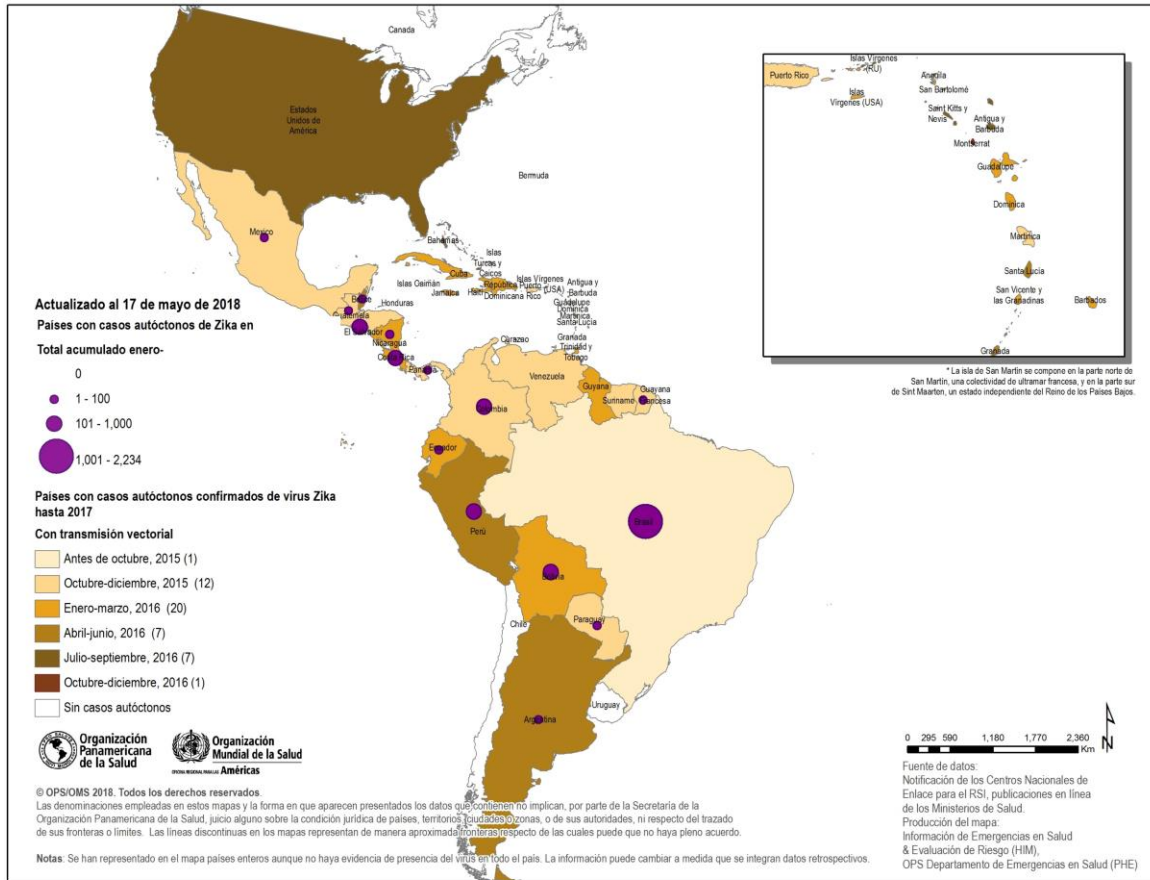 Canada
Estados
Unidos de
América
Bermuda
Mexico
Bahamas
Islas
Turcas y
Caicos
Cuba
Islas Caimán
Jamaica
Haití
República
Dominicana
Puerto
Rico
Islas Vírgenes
(USA)
Antigua y
Barbuda
Guadalupe
Dominica
Martinica
Santa Lucia
Granada
Trinidad y
Tobago
Curazao
Belice
Honduras
Guatemala
El Salvador
Nicaragua
Costa Rica
Panama
Venezuela
Guyana
Suriname
Guayana
Francesa
Colombia
Ecuador
Perú
Brasil
Bolivia
Paraguay
Chile
Uruguay
Argentina
Puerto Rico
Islas Vírgenes
(RU)
Islas
Vírgenes (USA)
Anguila
San Bartolomé
Saint Kitts y
Nevis
Antigua y
Barbuda
Montserrat
Guadalupe
Dominica
Martinica
Santa Lucia
San Vicente y
las Granadinas
Barbados
Granada
* La isla de San Martín se compone en la parte norte de
San Martín, una colectividad de ultramar francesa, y en la parte sur
de Sint Maarten, un estado independiente del Reino de los Países Bajos.
Actualizado al 17 de mayo de 2018
Países con casos autóctonos de Zika en
Total acumulado enero-
0
1 - 100
101 - 1,000
1,001 - 2,234
Países con casos autóctonos confirmados de virus Zika
hasta 2017
Con transmisión vectorial
Antes de octubre, 2015 (1)
Octubre-diciembre, 2015 (12)
Enero-marzo, 2016 (20)
Abril-junio, 2016 (7)
Julio-septiembre, 2016 (7)
Octubre-diciembre, 2016 (1)
Sin casos autóctonos
Organización
Panamericana
de la Salud
Organización
Mundial de la Salud
OFICINA REGIONAL PARA LAS Américas
0 295 590 1,180 1,770 2,360
Km
N
Fuente de datos:
Notificación de los Centros Nacionales de
Enlace para el RSI, publicaciones en línea
de los Ministerios de Salud.
Producción del mapa:
Información de Emergencias en Salud
& Evaluación de Riesgo (HIM),
OPS Departamento de Emergencias en Salud (PHE)
© OPS/OMS 2018. Todos los derechos reservados.
Las denominaciones empleadas en estos mapas y la forma en que aparecen presentados los datos que contienen no implican, por parte de la Secretaría de la
Organización Panamericana de la Salud, juicio alguno sobre la condición jurídica de países, territorios, ciudades o zonas, o de sus autoridades, ni respecto del trazado
de sus fronteras o límites. Las líneas discontinuas en los mapas representan de manera aproximada fronteras respecto de las cuales puede que no haya pleno acuerdo.
Notas: Se han representado en el mapa países enteros aunque no haya evidencia de presencia del virus en todo el país. La información puede cambiar a medida que se integran datos retrospectivos.